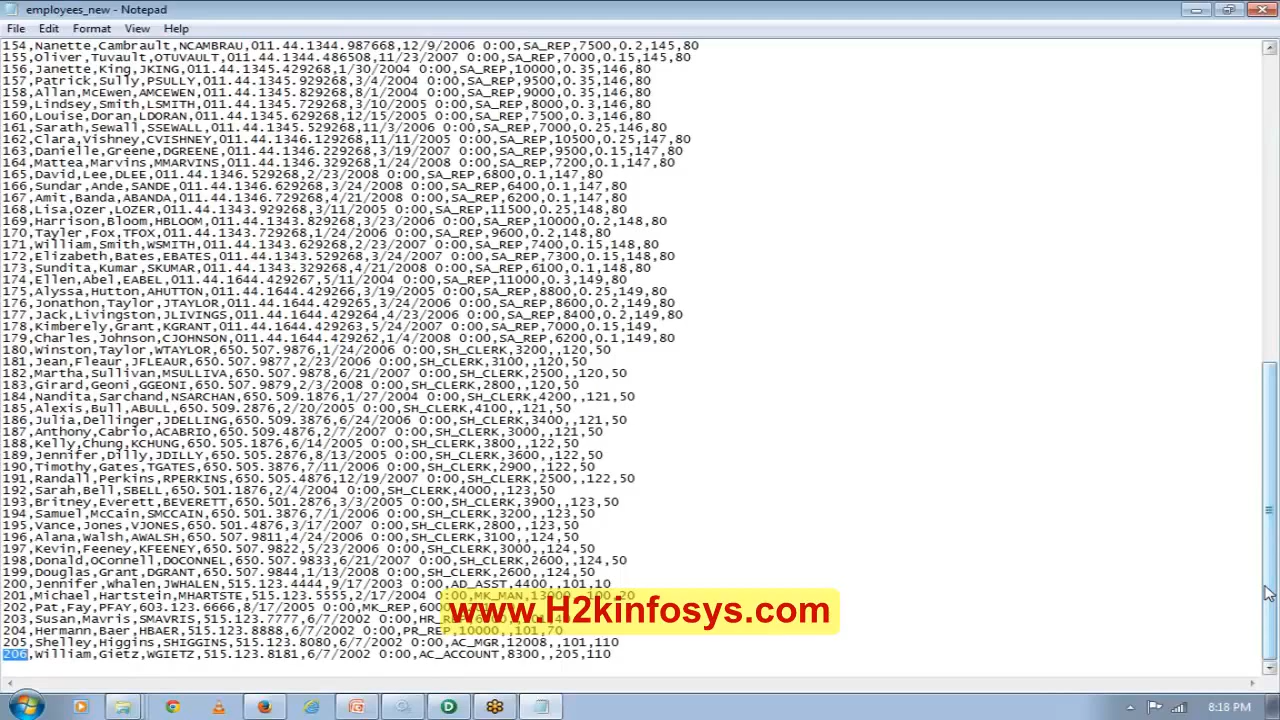 employees_new - Notepad
File Edit Format View Help
154,Nanette,Cambrault,NCAMBRAU,011.44.1344.987668,12/9/2006 0:00,SA_REP,7500,0.2,145,80
155,Oliver,Tuvault,OTUVAULT,011.44.1344.486508,11/23/2007 0:00,SA_REP,7000,0.15,145,80
156,Janette,King,JKING,011.44.1345.429268,1/30/2004 0:00,SA_REP,10000,0.35,146,80
157,Patrick,Sully,PSULLY,011.44.1345.929268,3/4/2004 0:00,SA_REP,9500,0.35,146,80
158,Allan,McEwen,AMCEWEN,011.44.1345.829268,8/1/2004 0:00,SA_REP,9000,0.35,146,80
159,Lindsey,Smith,LSMITH,011.44.1345.729268,3/10/2005 0:00,SA_REP,8000,0.3,146,80
160,Louise,Doran,LDORAN,011.44.1345.629268,12/15/2005 0:00,SA_REP,7500,0.3,146,80
161,Sarath,Sewall,SSEWALL,011.44.1345.529268,11/3/2006 0:00,SA_REP,7000,0.25,146,80
162,Clara,Vishney,CVISHNEY,011.44.1346.129268,11/11/2005 0:00,SA_REP,10500,0.25,147,80
163,Danielle,Greene,DGREENE,011.44.1346.229268,3/19/2007 0:00,SA_REP,9500,0.15,147,80
164,Mattea,Marvins,MMARVINS,011.44.1346.329268,1/24/2008 0:00,SA_REP,7200,0.1,147,80
165,David,Lee,DLEE,011.44.1346.529268,2/23/2008 0:00,SA_REP,6800,0.1,147,80
166,Sundar,Ande,SANDE,011.44.1346.629268,3/24/2008 0:00,SA_REP,6400,0.1,147,80
167,Amit,Banda,ABANDA,011.44.1346.729268,4/21/2008 0:00,SA_REP,6200,0.1,147,80
168,Lisa,Ozer,LOZER,011.44.1343.929268,3/11/2005 0:00,SA_REP,11500,0.25,148,80
169,Harrison,Bloom,HBLOOM,011.44.1343.829268,3/23/2006 0:00,SA_REP,10000,0.2,148,80
170,Tayler,Fox,TFOX,011.44.1343.729268,1/24/2006 0:00,SA_REP,9600,0.2,148,80
171,William,Smith,WSMITH,011.44.1343.629268,2/23/2007 0:00,SA_REP,7400,0.15,148,80
172,Elizabeth,Bates,EBATES,011.44.1343.529268,3/24/2007 0:00,SA_REP,7300,0.15,148,80
173,Sundita,Kumar,SKUMAR,011.44.1343.329268,4/21/2008 0:00,SA_REP,6100,0.1,148,80
174,Ellen,Abel,EABEL,011.44.1644.429267,5/11/2004 0:00,SA_REP,11000,0.3,149,80
175,Alyssa,Hutton,AHUTTON,011.44.1644.429266,3/19/2005 0:00,SA_REP,8800,0.25,149,80
176,Jonathon,Taylor,JTAYLOR,011.44.1644.429265,3/24/2006 0:00,SA_REP,8600,0.2,149,80
177,Jack,Livingston,JLIVINGS,011.44.1644.429264,4/23/2006 0:00,SA_REP,8400,0.2,149,80
178,Kimberely,Grant,KGRANT,011.44.1644.429263,5/24/2007 0:00,SA_REP,7000,0.15,149,
179,Charles,Johnson,CJOHNSON,011.44.1644.429262,1/4/2008 0:00,SA_REP,6200,0.1,149,80
180,Winston,Taylor,WTAYLOR,650.507.9876,1/24/2006 0:00,SH_CLERK,3200,,120,50
181,Jean,Fleaur,JFLEAUR,650.507.9877,2/23/2006 0:00,SH_CLERK,3100,,120,50
182,Martha,Sullivan,MSULLIVA,650.507.9878,6/21/2007 0:00,SH_CLERK,2500,,120,50
183,Girard,Geoni,GGEONI,650.507.9879,2/3/2008 0:00,SH_CLERK,2800,,120,50
184,Nandita,Sarchand,NSARCHAN,650.509.1876,1/27/2004 0:00,SH_CLERK,4200,,121,50
185,Alexis,Bull,ABULL,650.509.2876,2/20/2005 0:00,SH_CLERK,4100,,121,50
186,Julia,Dellinger,JDELLING,650.509.3876,6/24/2006 0:00,SH_CLERK,3400,,121,50
187,Anthony,Cabrio,ACABRIO,650.509.4876,2/7/2007 0:00,SH_CLERK,3000,,121,50
188,Kelly,Chung,KCHUNG,650.505.1876,6/14/2005 0:00,SH_CLERK,3800,,122,50
189,Jennifer,Dilly,JDILLY,650.505.2876,8/13/2005 0:00,SH_CLERK,3600,,122,50
190,Timothy,Gates,TGATES,650.505.3876,7/11/2006 0:00,SH_CLERK,2900,,122,50
191,Randall,Perkins,RPERKINS,650.505.4876,12/19/2007 0:00,SH_CLERK,2500,,122,50
192,Sarah,Bell,SBELL,650.501.1876,2/4/2004 0:00,SH_CLERK,4000,,123,50
193,Britney,Everett,BEVERETT,650.501.2876,3/3/2005 0:00,SH_CLERK,3900,,123,50
194,Samuel,McCain,SMCCAIN,650.501.3876,7/1/2006 0:00,SH_CLERK,3200,,123,50
195,Vance,Jones,VJONES,650.501.4876,3/17/2007 0:00,SH_CLERK,2800,,123,50
196,Alana,Walsh,AWALSH,650.507.9811,4/24/2006 0:00,SH_CLERK,3100,,124,50
197,Kevin,Feeney,KFEENEY,650.507.9822,5/23/2006 0:00,SH_CLERK,3000,,124,50
198,Donald,OConnell,DOCONNEL,650.507.9833,6/21/2007 0:00,SH_CLERK,2600,,124,50
199,Douglas,Grant,DGRANT,650.507.9844,1/13/2008 0:00,SH_CLERK,2600,,124,50
200,Jennifer,Whalen,JWHALEN,515.123.4444,9/17/2003 0:00,AD_ASST,4400,,101,10
201,Michael,Hartstein,MHARTSTE,515.123.5555,2/17/2004 0:00,MK_MAN,13000,,100,20
202,Pat,Fay,PFAY,603.123.6666,8/17/2005 0:00,MK_REP,6000
203,Susan,Mavris,SMAVRIS,515.123.7777,6/7/2002 0:00,HR_REP
204,Hermann,Baer,HBAER,515.123.8888,6/7/2002 0:00,PR_REP,10000,,101,70
205,Shelley,Higgins,SHIGGINS,515.123.8080,6/7/2002 0:00,AC_MGR,12008,,101,110
206,William,Gietz,WGIETZ,515.123.8181,6/7/2002 0:00,AC_ACCOUNT,8300,,205,110
www.H2kinfosys.com
8:18 PM